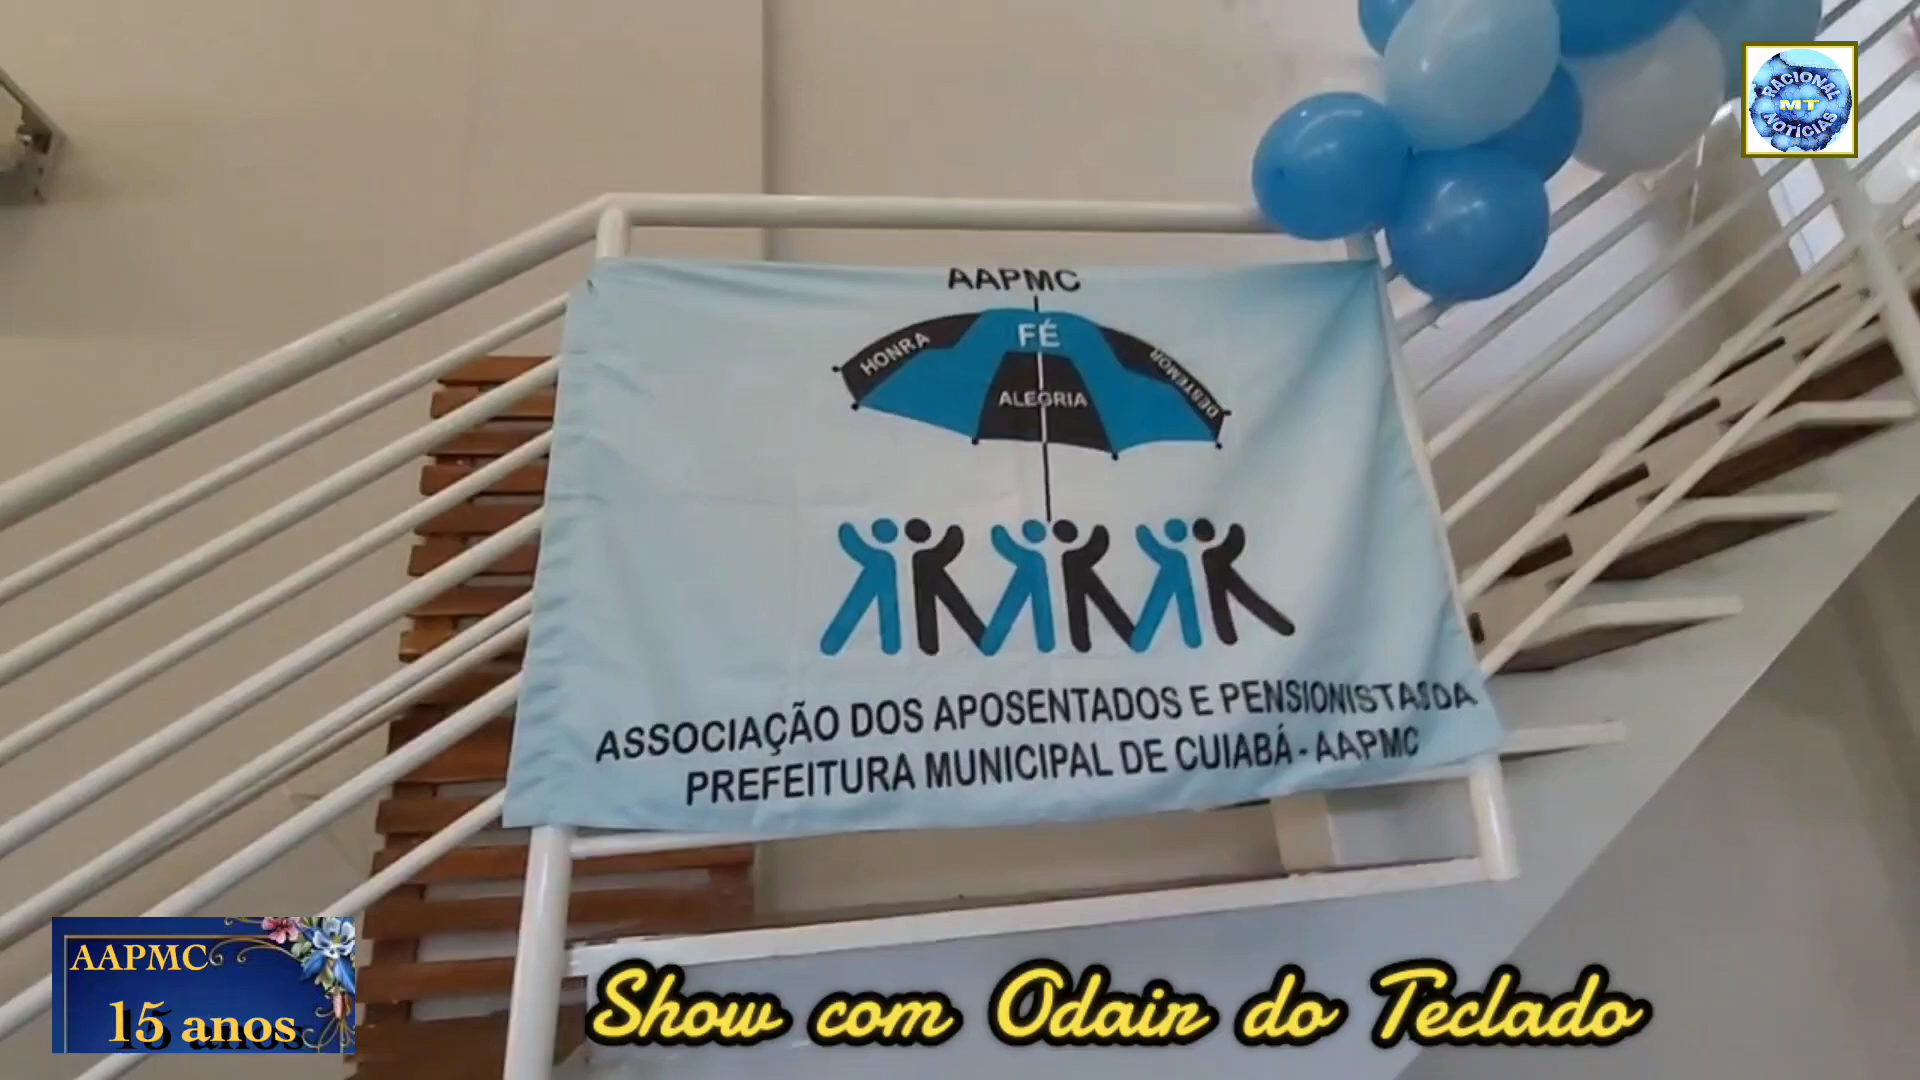 RACIONAL
MT
NOTÍCIAS
AAPMC
HONRA
FÉ
DESTEMOR
ALEGRIA
ASSOCIAÇÃO DOS APOSENTADOS E PENSIONISTAS DA
PREFEITURA MUNICIPAL DE CUIABÁ - AAPMC
AAPMC
15 anos
Show com Odair do Teclado